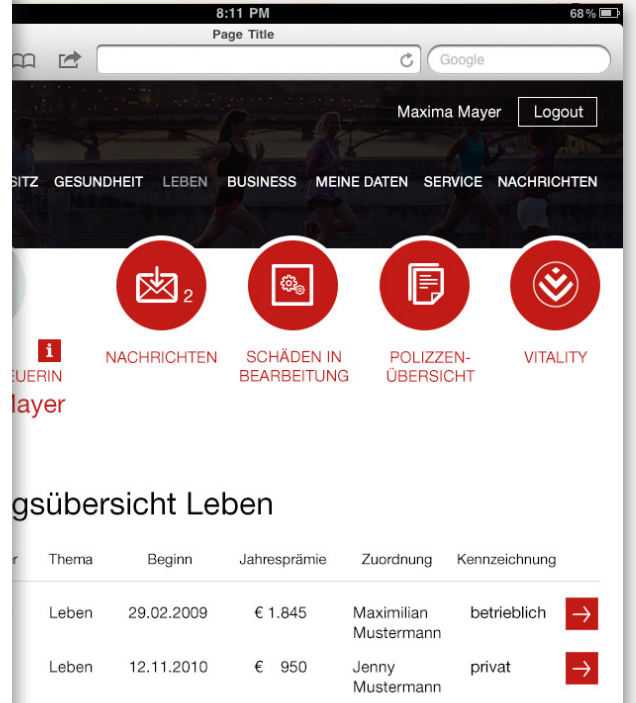 8:11 PM
68%
Page Title
Google
Maxima Mayer
Logout
SITZ GESUNDHEIT LEBEN BUSINESS MEINE DATEN SERVICE NACHRICHTEN
2
i
NACHRICHTEN
SCHÄDEN IN
BEARBEITUNG
POLIZZEN-
ÜBERSICHT
VITALITY
EUERIN
Mayer
gsübersicht Leben
r Thema Beginn Jahresprämie Zuordnung Kennzeichnung
Leben 29.02.2009 € 1.845 Maximilian betrieblich
Mustermann
Leben 12.11.2010 € 950 Jenny privat
Mustermann